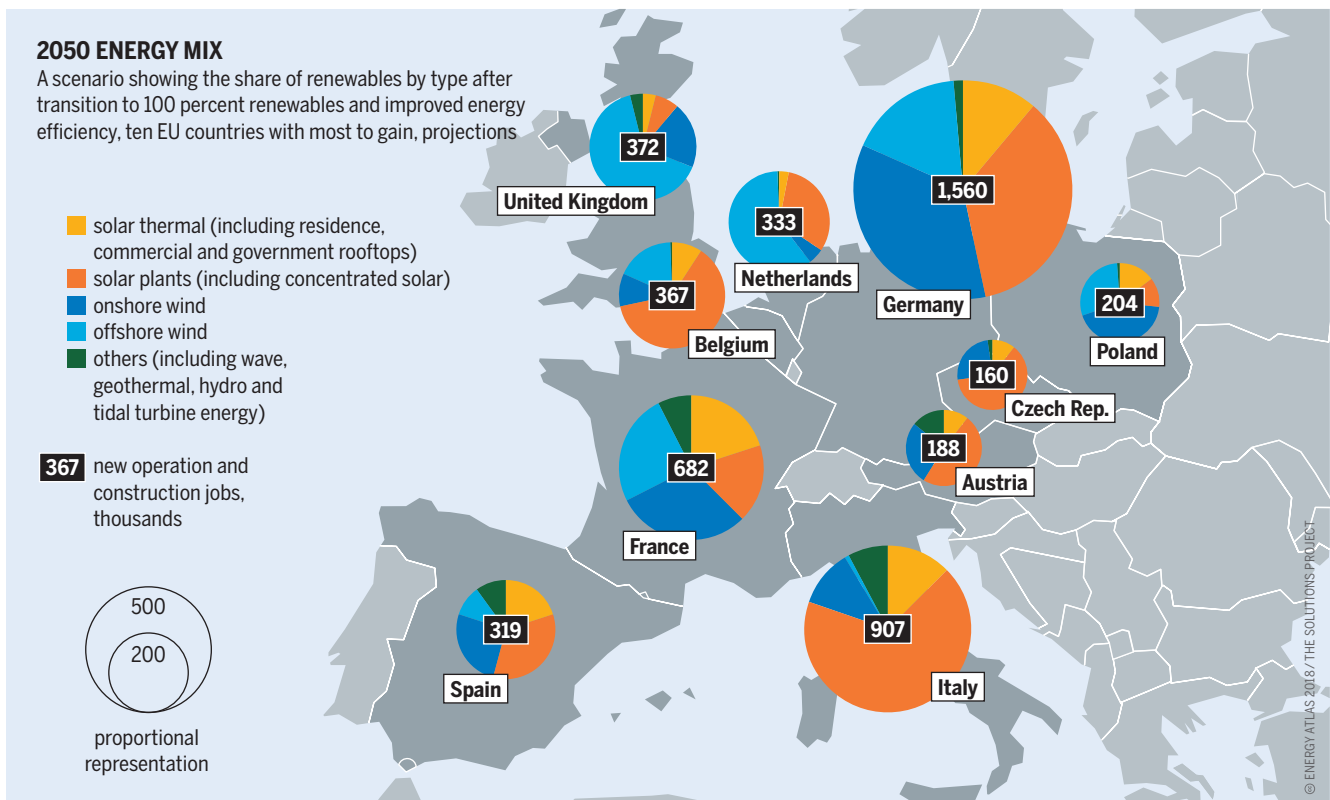 2050 ENERGY MIX
A scenario showing the share of renewables by type after
transition to 100 percent renewables and improved energy
efficiency, ten EU countries with most to gain, projections
solar thermal (including residence,
commercial and government rooftops)
solar plants (including concentrated solar)
onshore wind
offshore wind
others (including wave,
geothermal, hydro and
tidal turbine energy)
367 new operation and
construction jobs,
thousands
500
200
proportional
representation
372
United Kingdom
333
Netherlands
1,560
Germany
367
Belgium
204
Poland
160
Czech Rep.
188
Austria
682
France
319
Spain
907
Italy
© ENERGY ATLAS 2018 / THE SOLUTIONS PROJECT